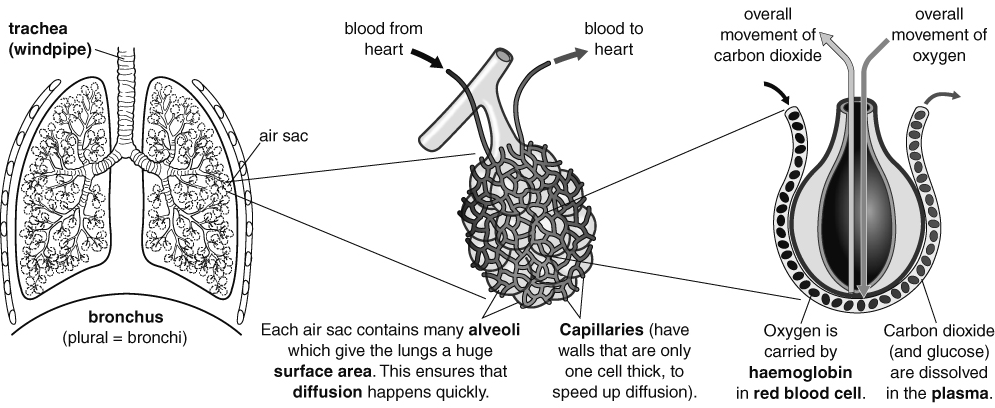 trachea
(windpipe)
air sac
bronchus
(plural = bronchi)
blood from
heart
blood to
heart
Each air sac contains many alveoli
which give the lungs a huge
surface area. This ensures that
diffusion happens quickly.
Capillaries (have
walls that are only
one cell thick, to
speed up diffusion).
overall
movement of
carbon dioxide
overall
movement of
oxygen
Oxygen is
carried by
haemoglobin
in red blood cell.
Carbon dioxide
(and glucose)
are dissolved
in the plasma.